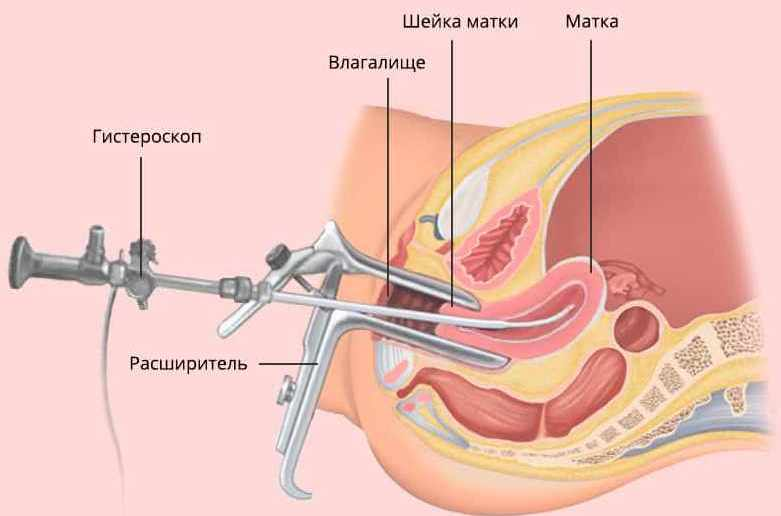 Шейка матки
Матка
Влагалище
Гистероскоп
Расширитель